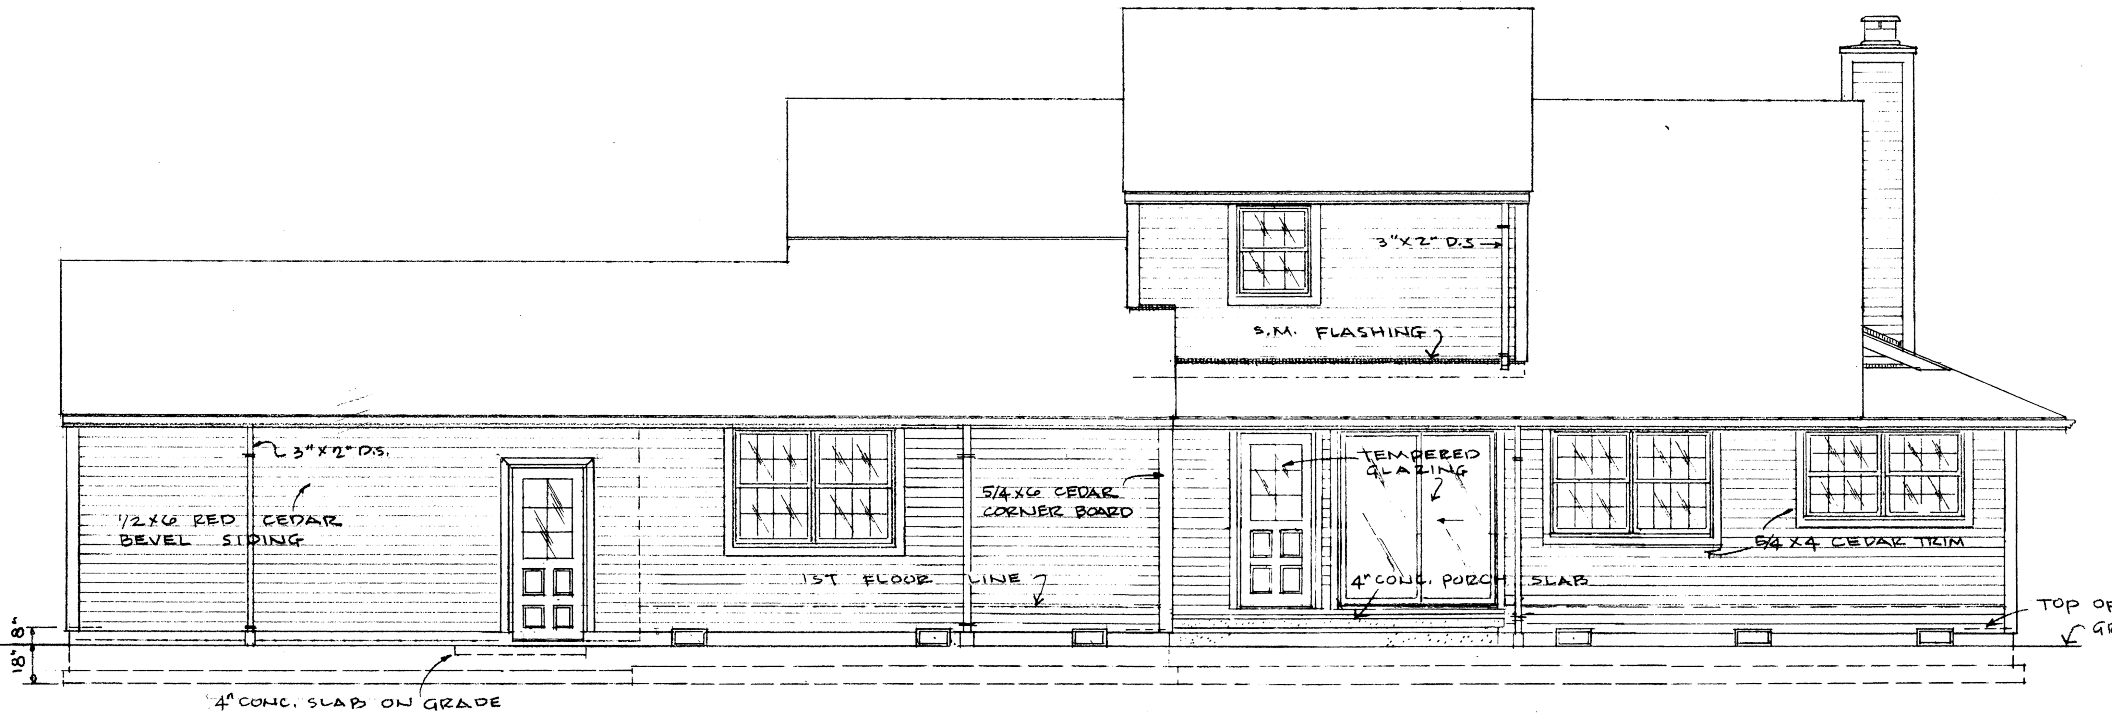 3"X2" D.S
S.M. FLASHING
3"X2" D.S.
TEMPERED
GLAZING
5/4X6 CEDAR
CORNER BOARD
1/2X6 RED CEDAR
BEVEL SIDING
5/4X4 CEDAR TRIM
1ST FLOOR LINE
4" CONC. PORCH SLAB
TOP OF
8"
18"
4" CONC. SLAB ON GRADE